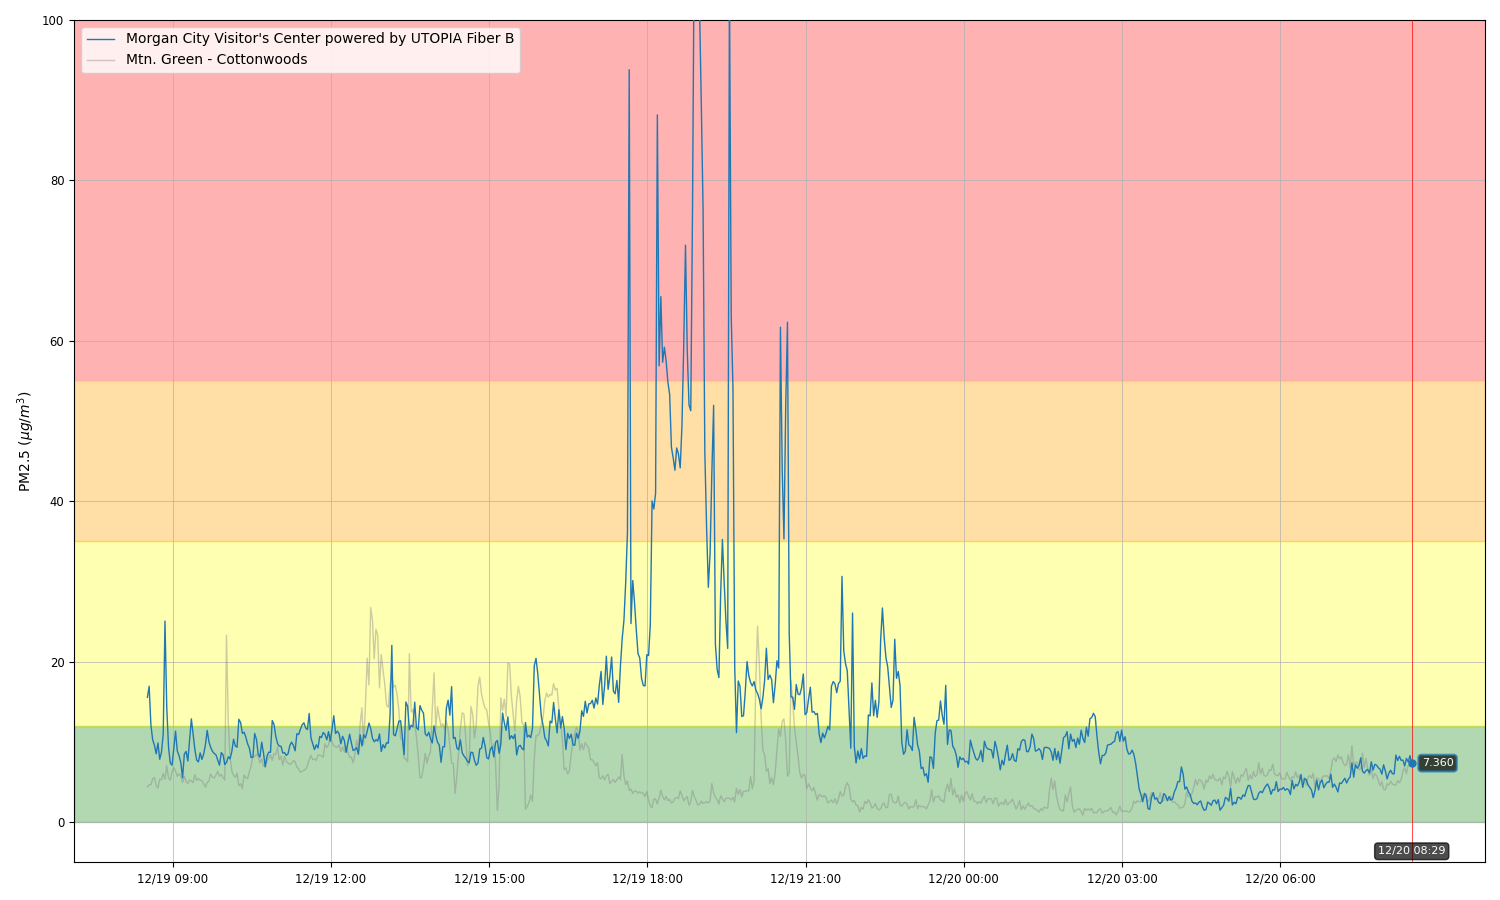 100
Morgan City Visitor's Center powered by UTOPIA Fiber B
Mtn. Green - Cottonwoods
80
60
PM2.5 (μg/m³)
40
20
7.360
0
12/20 08:29
12/19 09:00 12/19 12:00 12/19 15:00 12/19 18:00 12/19 21:00 12/20 00:00 12/20 03:00 12/20 06:00